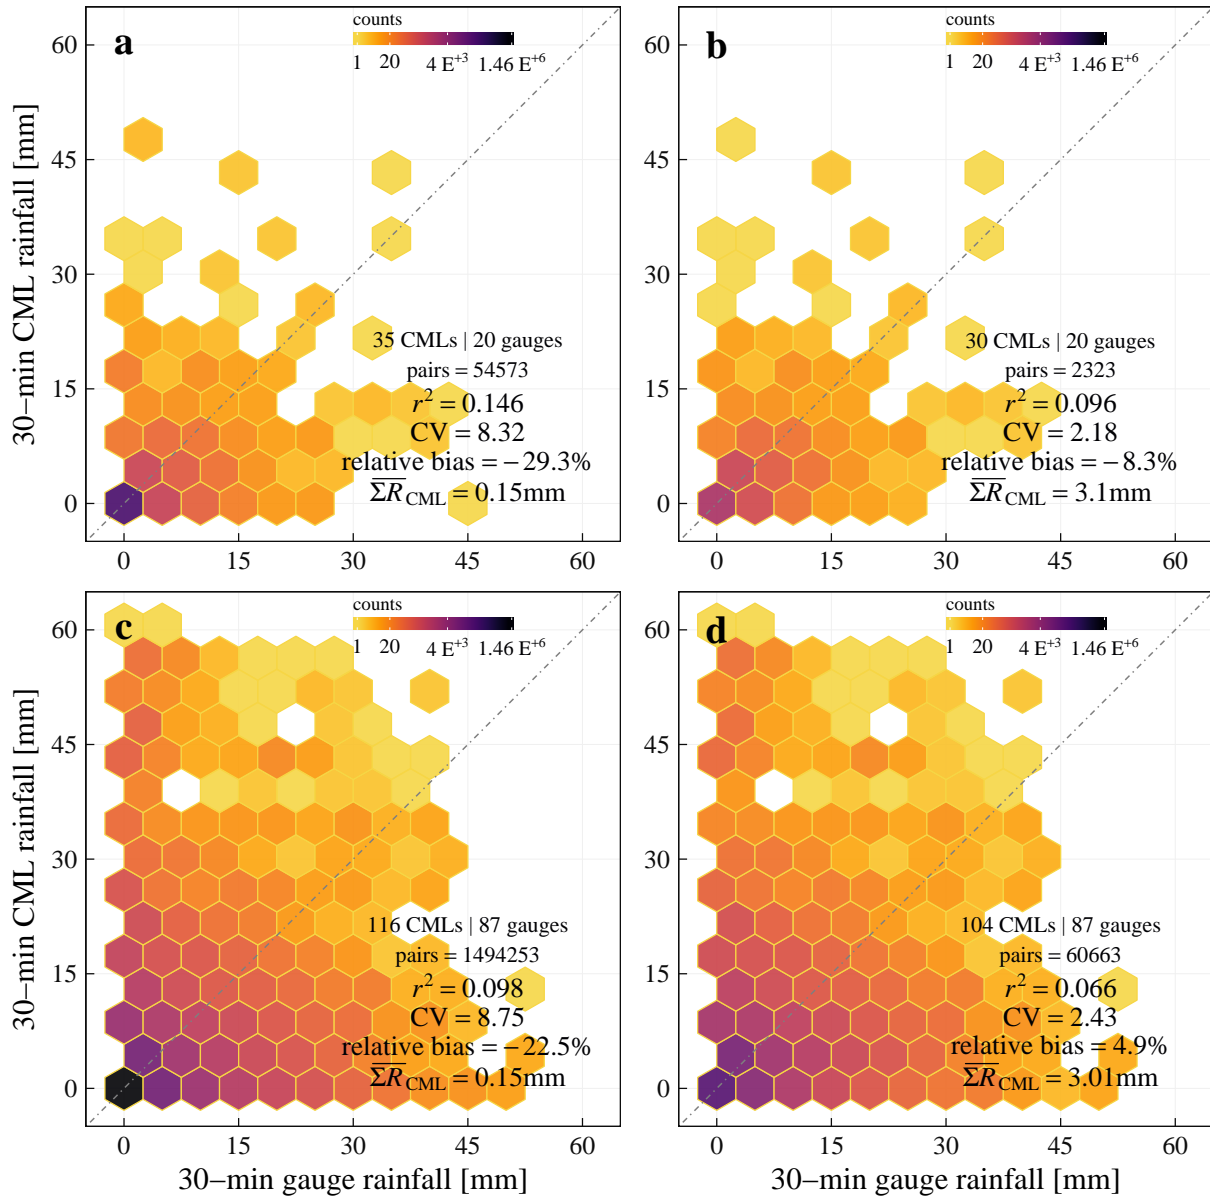 a
counts
1 20 4 E+3 1.46 E+6
60
45
30
15
0
30−min CML rainfall [mm]
35 CMLs | 20 gauges
pairs = 54573
r² = 0.146
CV = 8.32
relative bias = −29.3%
ΣR̅CML = 0.15mm
0 15 30 45 60
b
counts
1 20 4 E+3 1.46 E+6
60
45
30
15
0
30 CMLs | 20 gauges
pairs = 2323
r² = 0.096
CV = 2.18
relative bias = −8.3%
ΣR̅CML = 3.1mm
0 15 30 45 60
c
counts
1 20 4 E+3 1.46 E+6
60
45
30
15
0
30−min CML rainfall [mm]
116 CMLs | 87 gauges
pairs = 1494253
r² = 0.098
CV = 8.75
relative bias = −22.5%
ΣR̅CML = 0.15mm
0 15 30 45 60
30−min gauge rainfall [mm]
d
counts
1 20 4 E+3 1.46 E+6
60
45
30
15
0
104 CMLs | 87 gauges
pairs = 60663
r² = 0.066
CV = 2.43
relative bias = 4.9%
ΣR̅CML = 3.01mm
0 15 30 45 60
30−min gauge rainfall [mm]